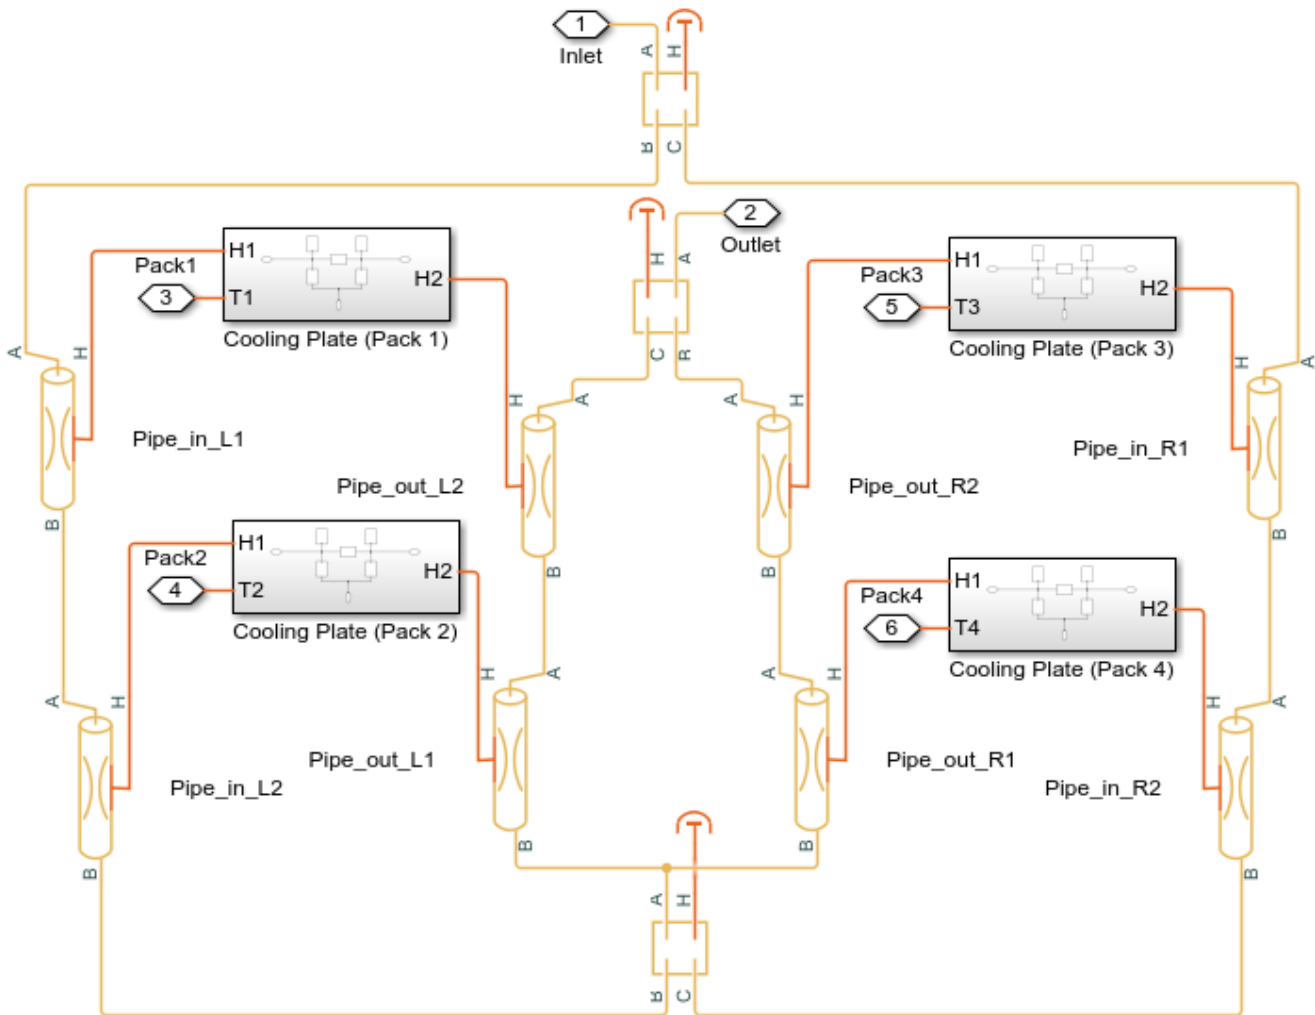 1
Inlet
A
H
B
C
2
Outlet
H
A
C
B
Pack1
3
H1
T1
H2
Cooling Plate (Pack 1)
Pack3
5
H1
T3
H2
Cooling Plate (Pack 3)
A
H
Pipe_in_L1
B
H
A
Pipe_out_L2
B
A
H
Pipe_out_R2
B
H
A
Pipe_in_R1
B
Pack2
4
H1
T2
H2
Cooling Plate (Pack 2)
Pack4
6
H1
T4
H2
Cooling Plate (Pack 4)
A
H
Pipe_in_L2
B
H
A
Pipe_out_L1
B
A
H
Pipe_out_R1
B
H
A
Pipe_in_R2
B
A
H
B
C